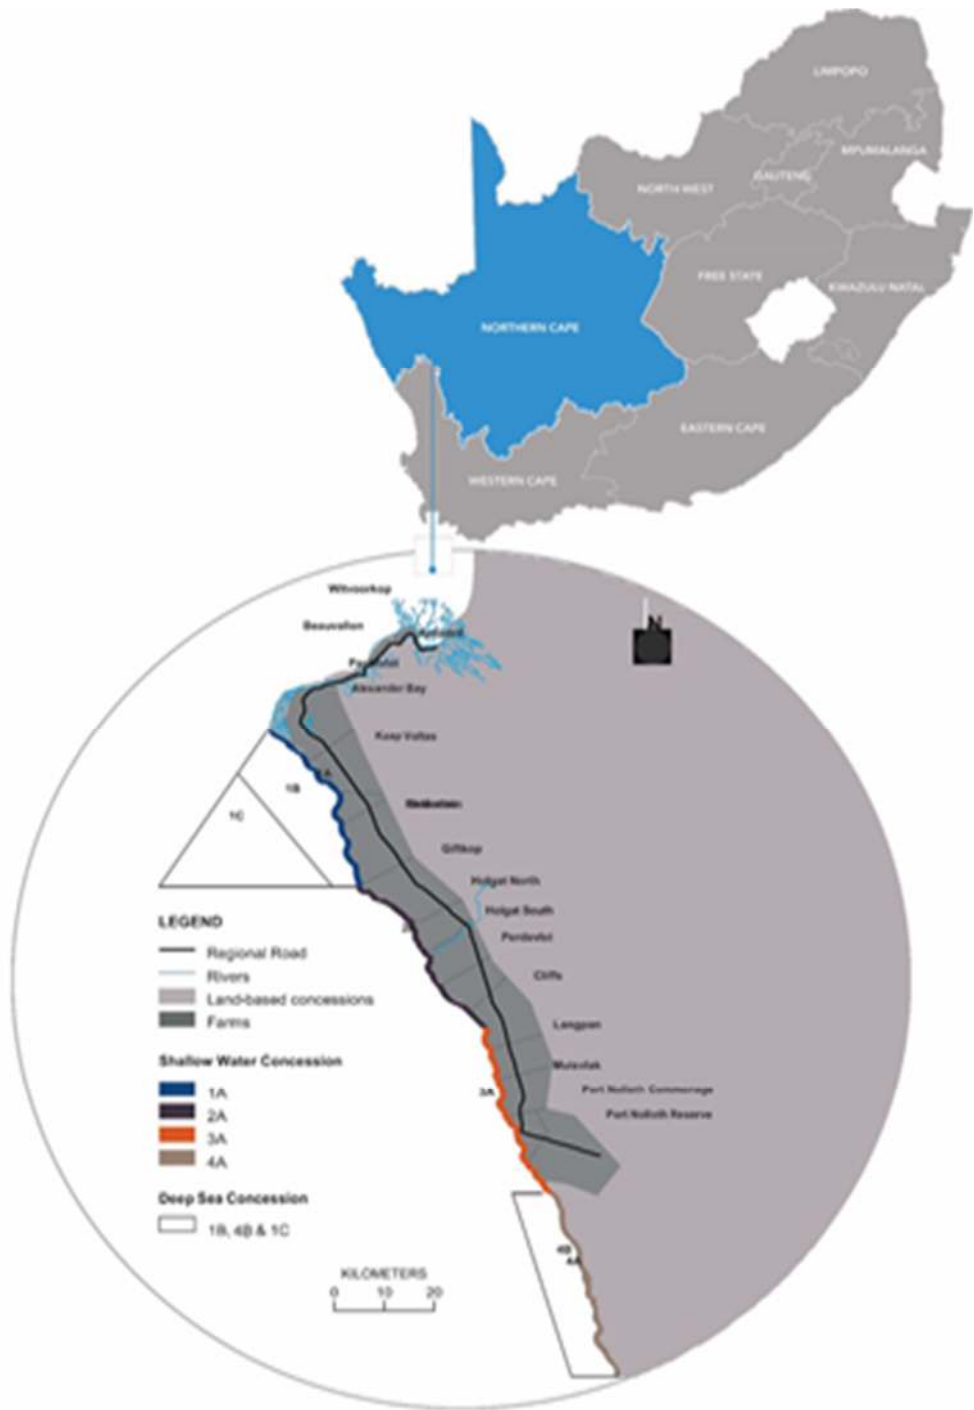 LIMPOPO
MPUMALANGA
GAUTENG
NORTH WEST
FREE STATE
KWAZULU NATAL
NORTHERN CAPE
EASTERN CAPE
WESTERN CAPE
Witvoorkop
Beauvallon
N
Alexander Bay
Kaap Voltas
A
1B
1C
Giftkop
Holgat North
Holgat South
Perdevlei
Cliffs
Langpan
Muisvlak
Port Nolloth Commonage
Port Nolloth Reserve
3A
4B
4A
LEGEND
Regional Road
Rivers
Land-based concessions
Farms
Shallow Water Concession
1A
2A
3A
4A
Deep Sea Concession
1B, 4B & 1C
KILOMETERS
0 10 20